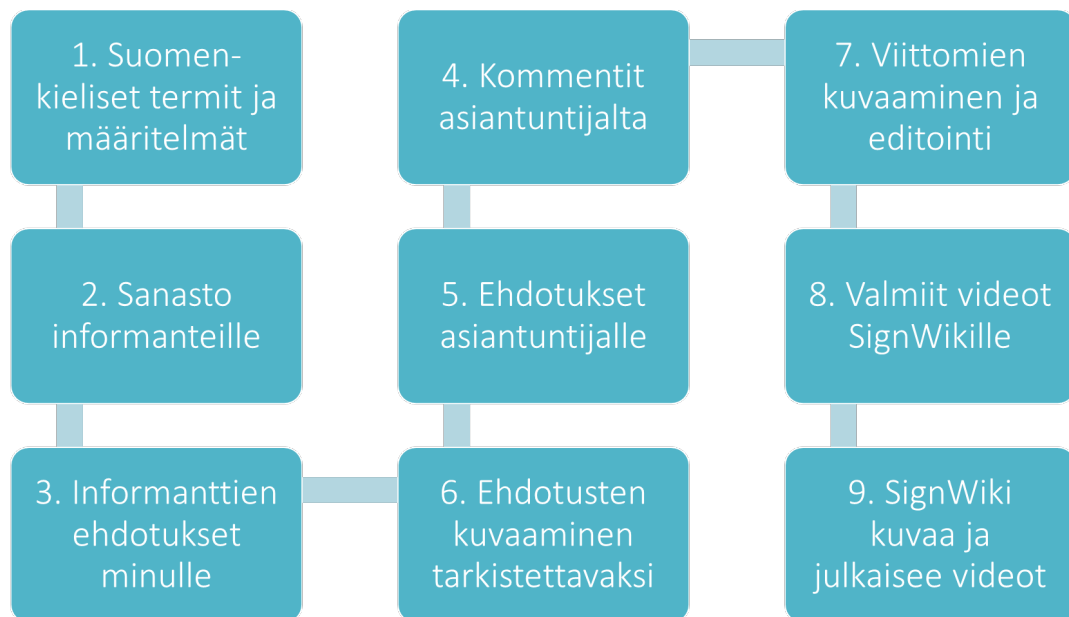 1. Suomen-
kieliset termit ja
määritelmät
2. Sanasto
informanteille
3. Informanttien
ehdotukset
minulle
4. Kommentit
asiantuntijalta
5. Ehdotukset
asiantuntijalle
6. Ehdotusten
kuvaaminen
tarkistettavaksi
7. Viittomien
kuvaaminen ja
editointi
8. Valmiit videot
SignWikille
9. SignWiki
kuvaa ja
julkaisee videot